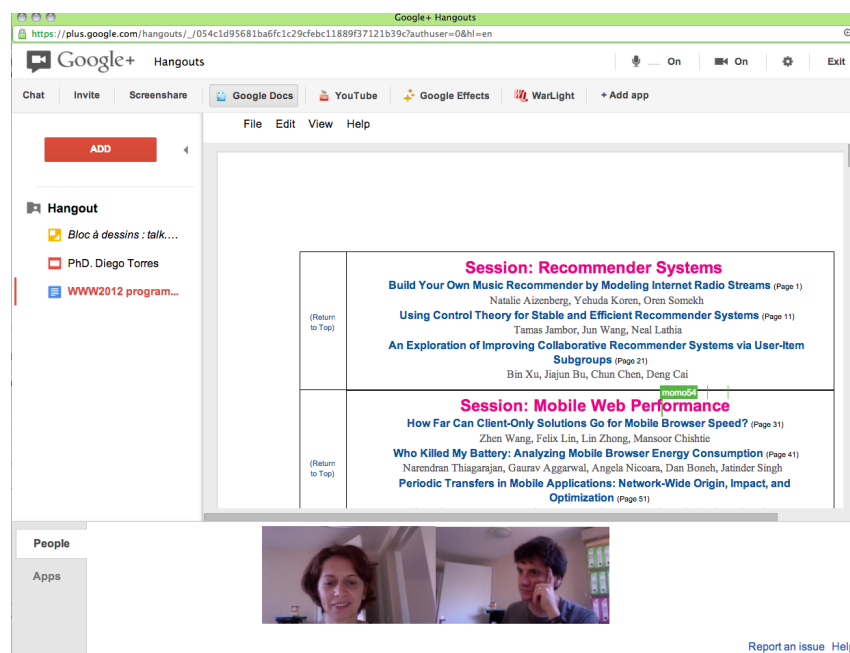 Google+ Hangouts
https://plus.google.com/hangouts/_/054c1d95681ba6fc1c29cfebc11889f37121b39c?authuser=0&hl=en
Google+ Hangouts
On On Exit
Chat Invite Screenshare Google Docs YouTube Google Effects WarLight + Add app
File Edit View Help
ADD
Hangout
Bloc à dessins : talk....
PhD. Diego Torres
WWW2012 program...
Session: Recommender Systems
Build Your Own Music Recommender by Modeling Internet Radio Streams (Page 1)
Natalie Aizenberg, Yehuda Koren, Oren Somekh
(Return
to Top)
Using Control Theory for Stable and Efficient Recommender Systems (Page 11)
Tamas Jambor, Jun Wang, Neal Lathia
An Exploration of Improving Collaborative Recommender Systems via User-Item
Subgroups (Page 21)
Bin Xu, Jiajun Bu, Chun Chen, Deng Cai
momo54
Session: Mobile Web Performance
How Far Can Client-Only Solutions Go for Mobile Browser Speed? (Page 31)
Zhen Wang, Felix Lin, Lin Zhong, Mansoor Chishtie
Who Killed My Battery: Analyzing Mobile Browser Energy Consumption (Page 41)
(Return
to Top)
Narendran Thiagarajan, Gaurav Aggarwal, Angela Nicoara, Dan Boneh, Jatinder Singh
Periodic Transfers in Mobile Applications: Network-Wide Origin, Impact, and
Optimization (Page 51)
People
Apps
Report an issue Help